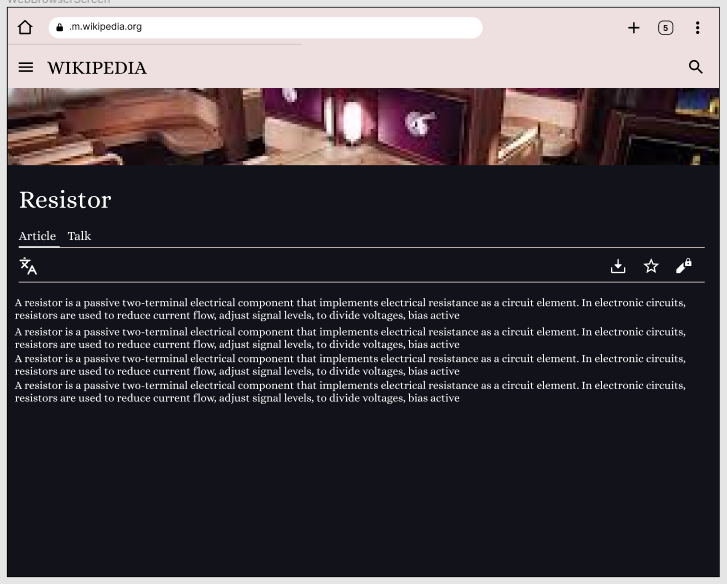 WebBrowserScreen
.m.wikipedia.org
5
WIKIPEDIA
Resistor
Article Talk
A resistor is a passive two-terminal electrical component that implements electrical resistance as a circuit element. In electronic circuits,
resistors are used to reduce current flow, adjust signal levels, to divide voltages, bias active
A resistor is a passive two-terminal electrical component that implements electrical resistance as a circuit element. In electronic circuits,
resistors are used to reduce current flow, adjust signal levels, to divide voltages, bias active
A resistor is a passive two-terminal electrical component that implements electrical resistance as a circuit element. In electronic circuits,
resistors are used to reduce current flow, adjust signal levels, to divide voltages, bias active
A resistor is a passive two-terminal electrical component that implements electrical resistance as a circuit element. In electronic circuits,
resistors are used to reduce current flow, adjust signal levels, to divide voltages, bias active